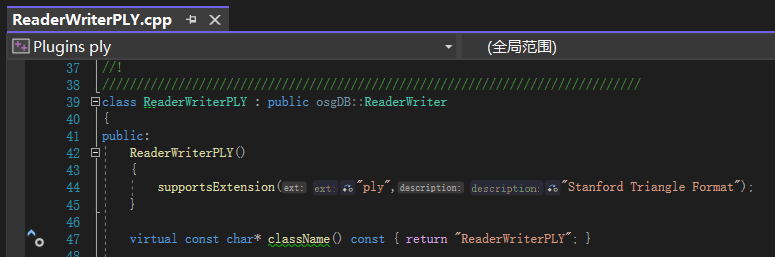 ReaderWriterPLY.cpp
Plugins ply (全局范围)
37 //!
38 ////////////////////////////////////////////////////////////////////////////////
39 class ReaderWriterPLY : public osgDB::ReaderWriter
40 {
41 public:
42 ReaderWriterPLY()
43 {
44 supportsExtension(ext: ext: "ply",description: description: "Stanford Triangle Format");
45 }
46
47 virtual const char* className() const { return "ReaderWriterPLY"; }
48